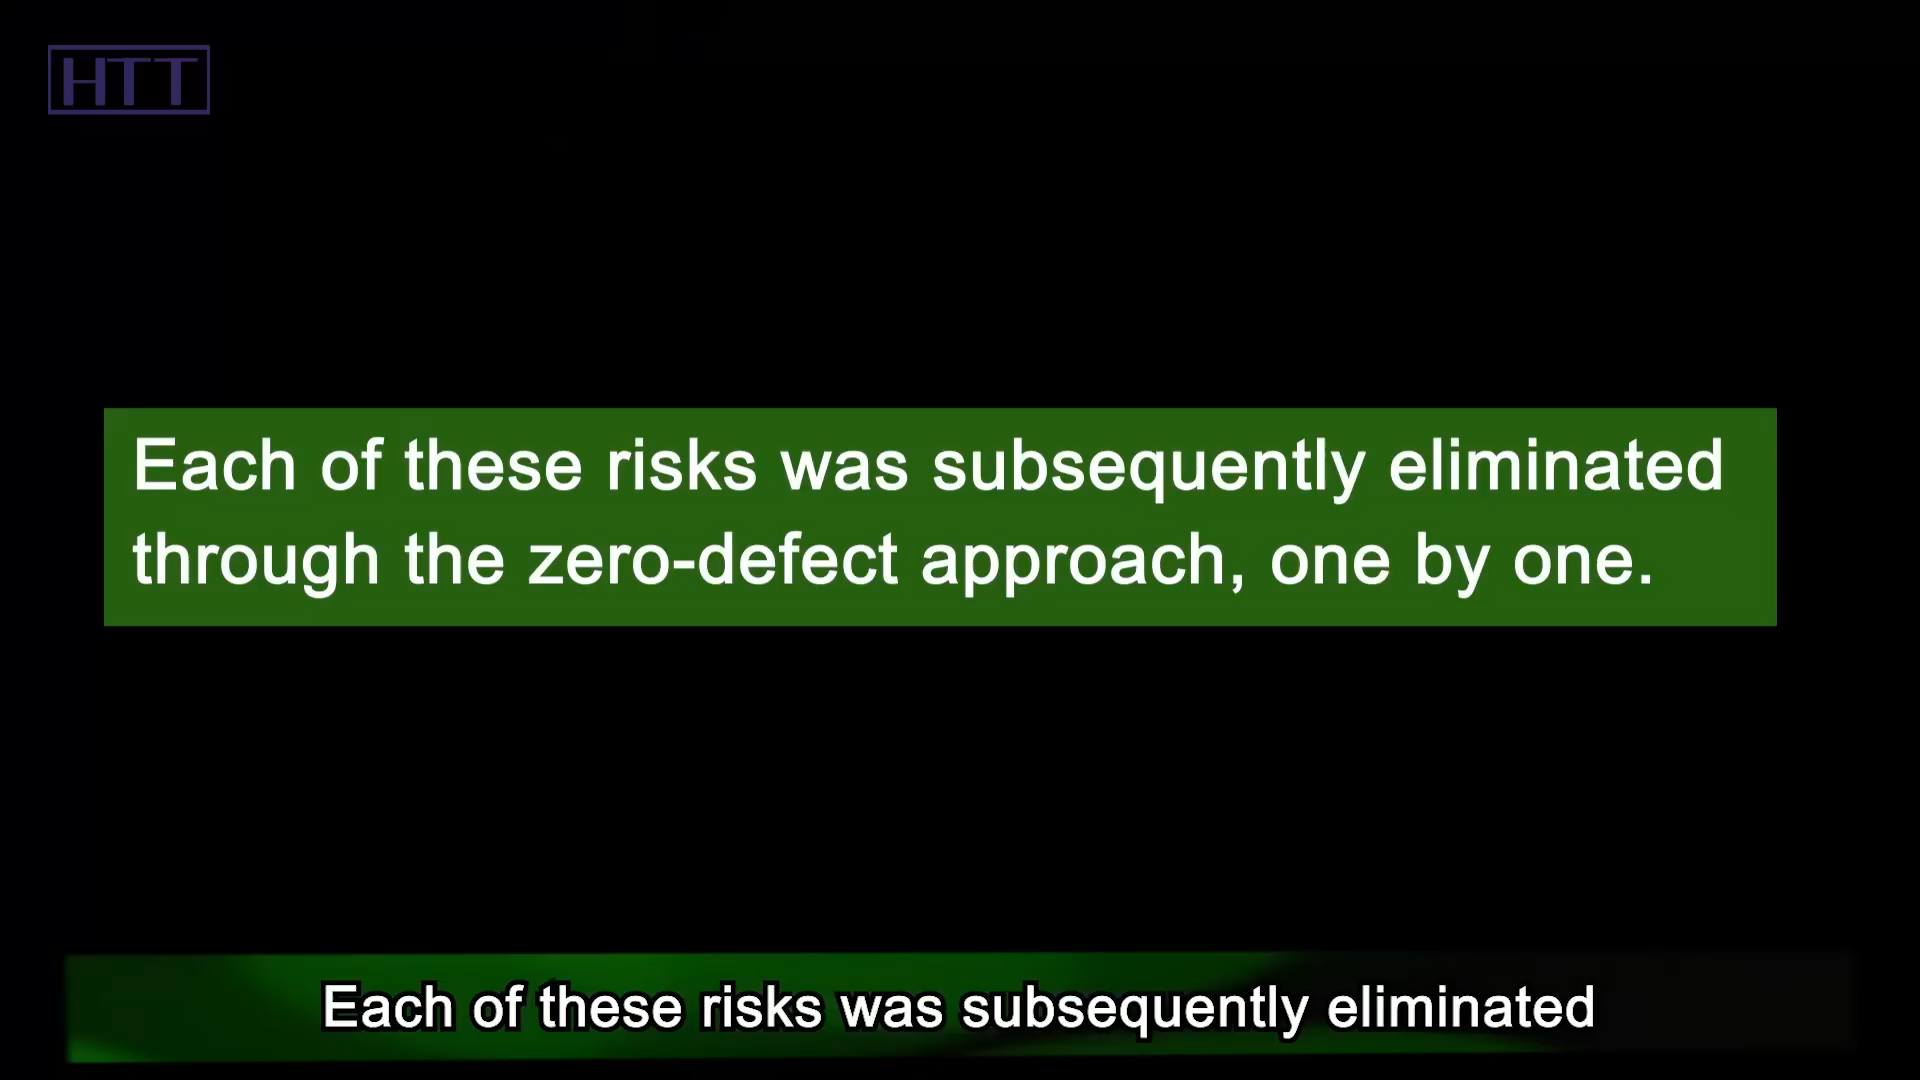 HTT
Each of these risks was subsequently eliminated
through the zero-defect approach, one by one.
Each of these risks was subsequently eliminated